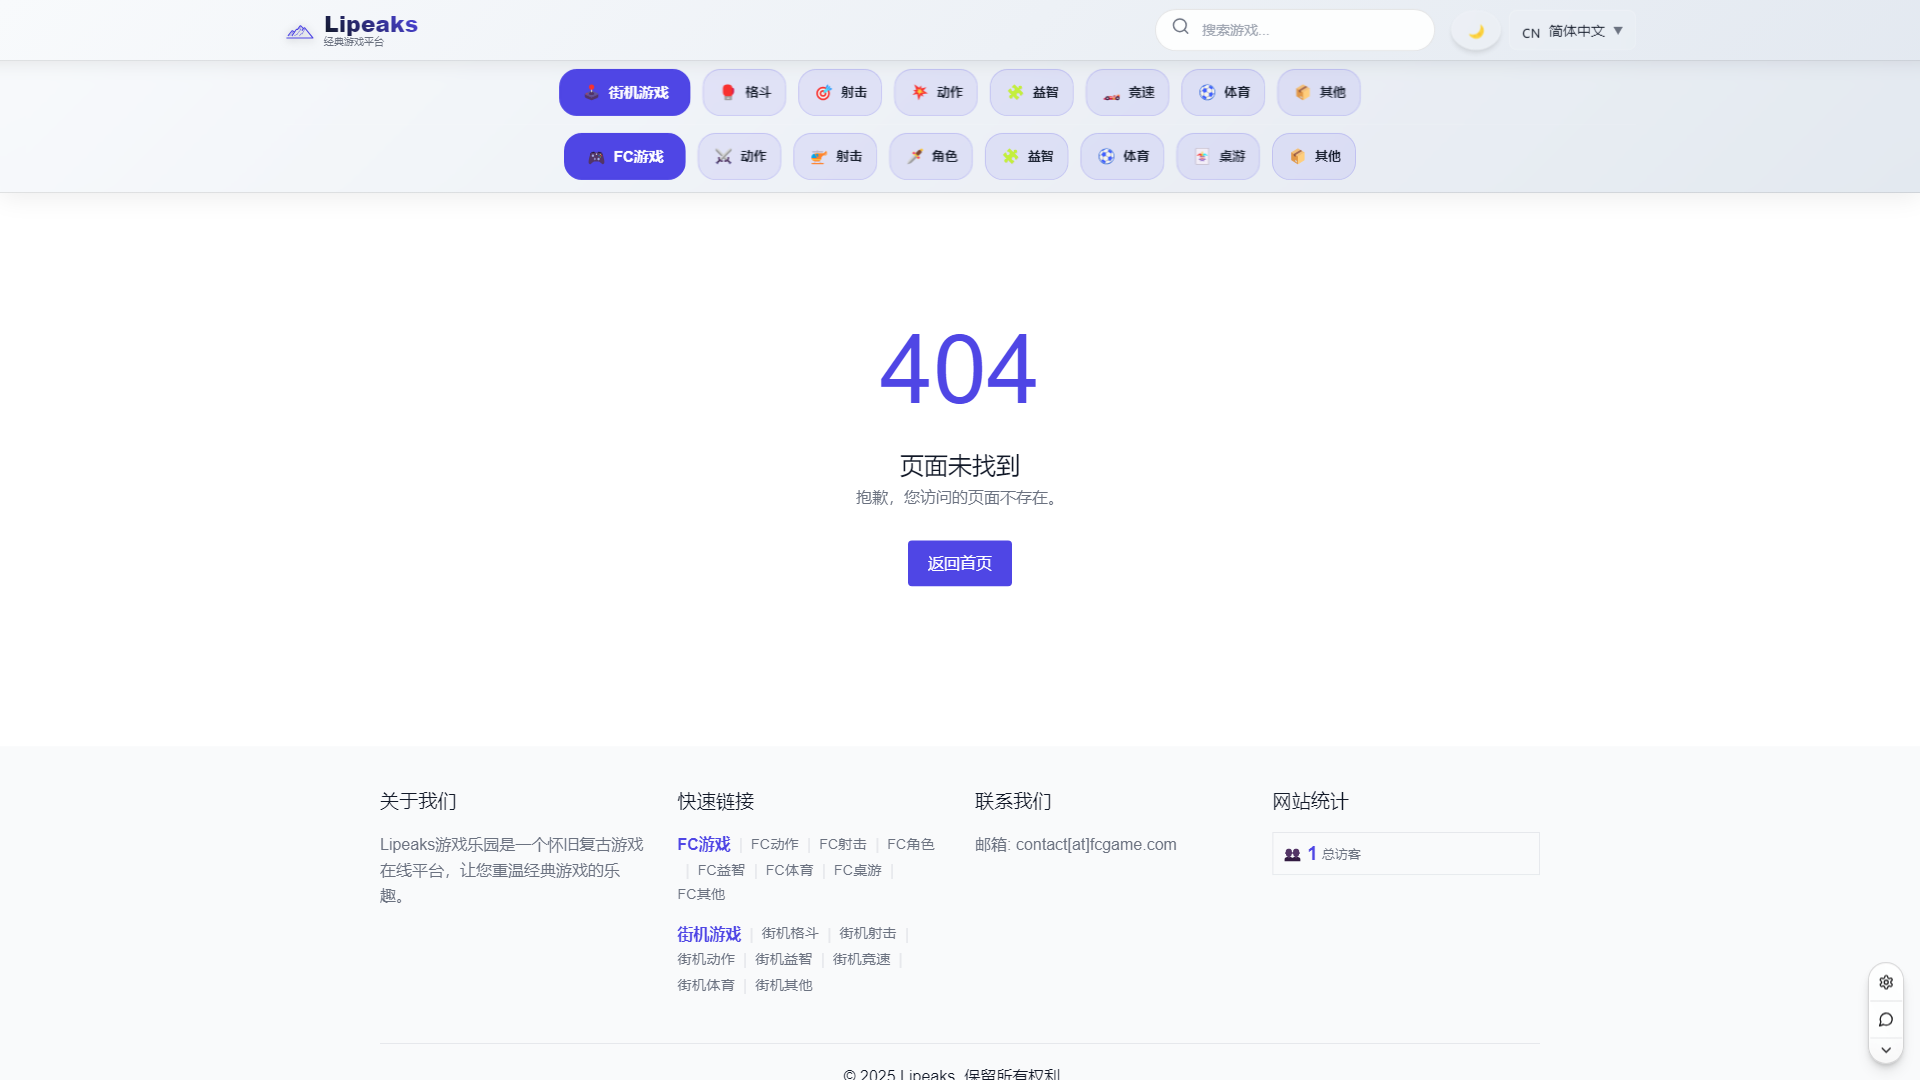 Lipeaks
经典游戏平台
搜索游戏...
CN 简体中文 ▼
街机游戏 格斗 射击 动作 益智 竞速 体育 其他
FC游戏 动作 射击 角色 益智 体育 桌游 其他
404
页面未找到
抱歉，您访问的页面不存在。
返回首页
关于我们
Lipeaks游戏乐园是一个怀旧复古游戏
在线平台，让您重温经典游戏的乐
趣。
快速链接
FC游戏 | FC动作 | FC射击 | FC角色
| FC益智 | FC体育 | FC桌游 |
FC其他
街机游戏 | 街机格斗 | 街机射击 |
街机动作 | 街机益智 | 街机竞速 |
街机体育 | 街机其他
联系我们
邮箱: contact[at]fcgame.com
网站统计
1 总访客
© 2025 Lipeaks. 保留所有权利